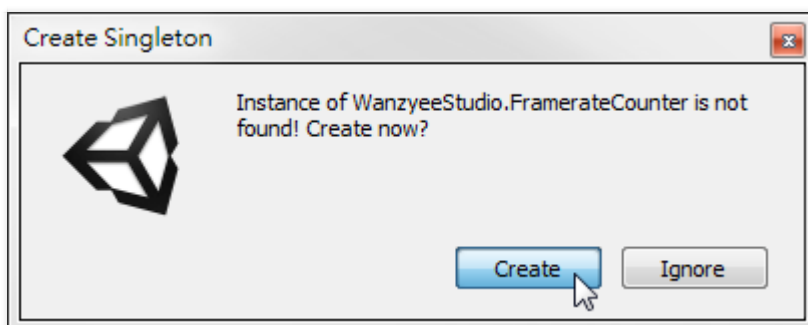 Create Singleton
Instance of WanzyeeStudio.FramerateCounter is not
found! Create now?
Create
Ignore